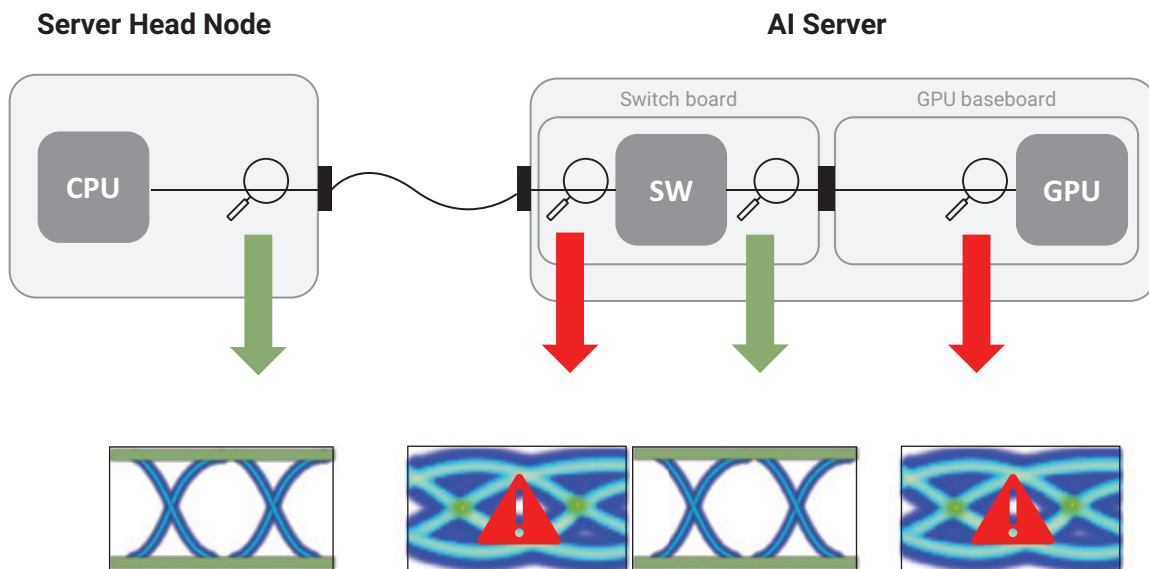 Server Head Node
AI Server
Switch board
GPU baseboard
CPU
SW
GPU